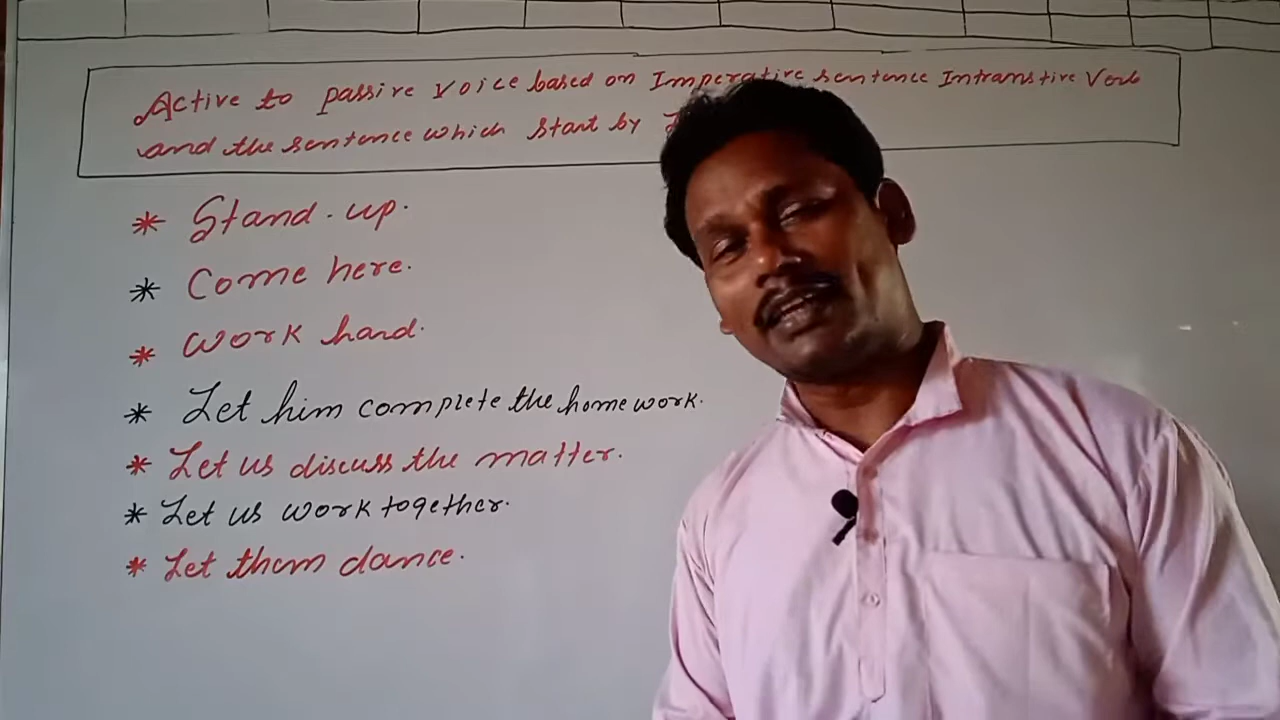 Active to passive voice based on Imperative sentence Intranstive Verb
and the sentence which start by
* Stand-up.
* Come here.
* Work hard.
* Let him complete the homework.
* Let us discuss the matter.
* Let us work together.
* Let them dance.